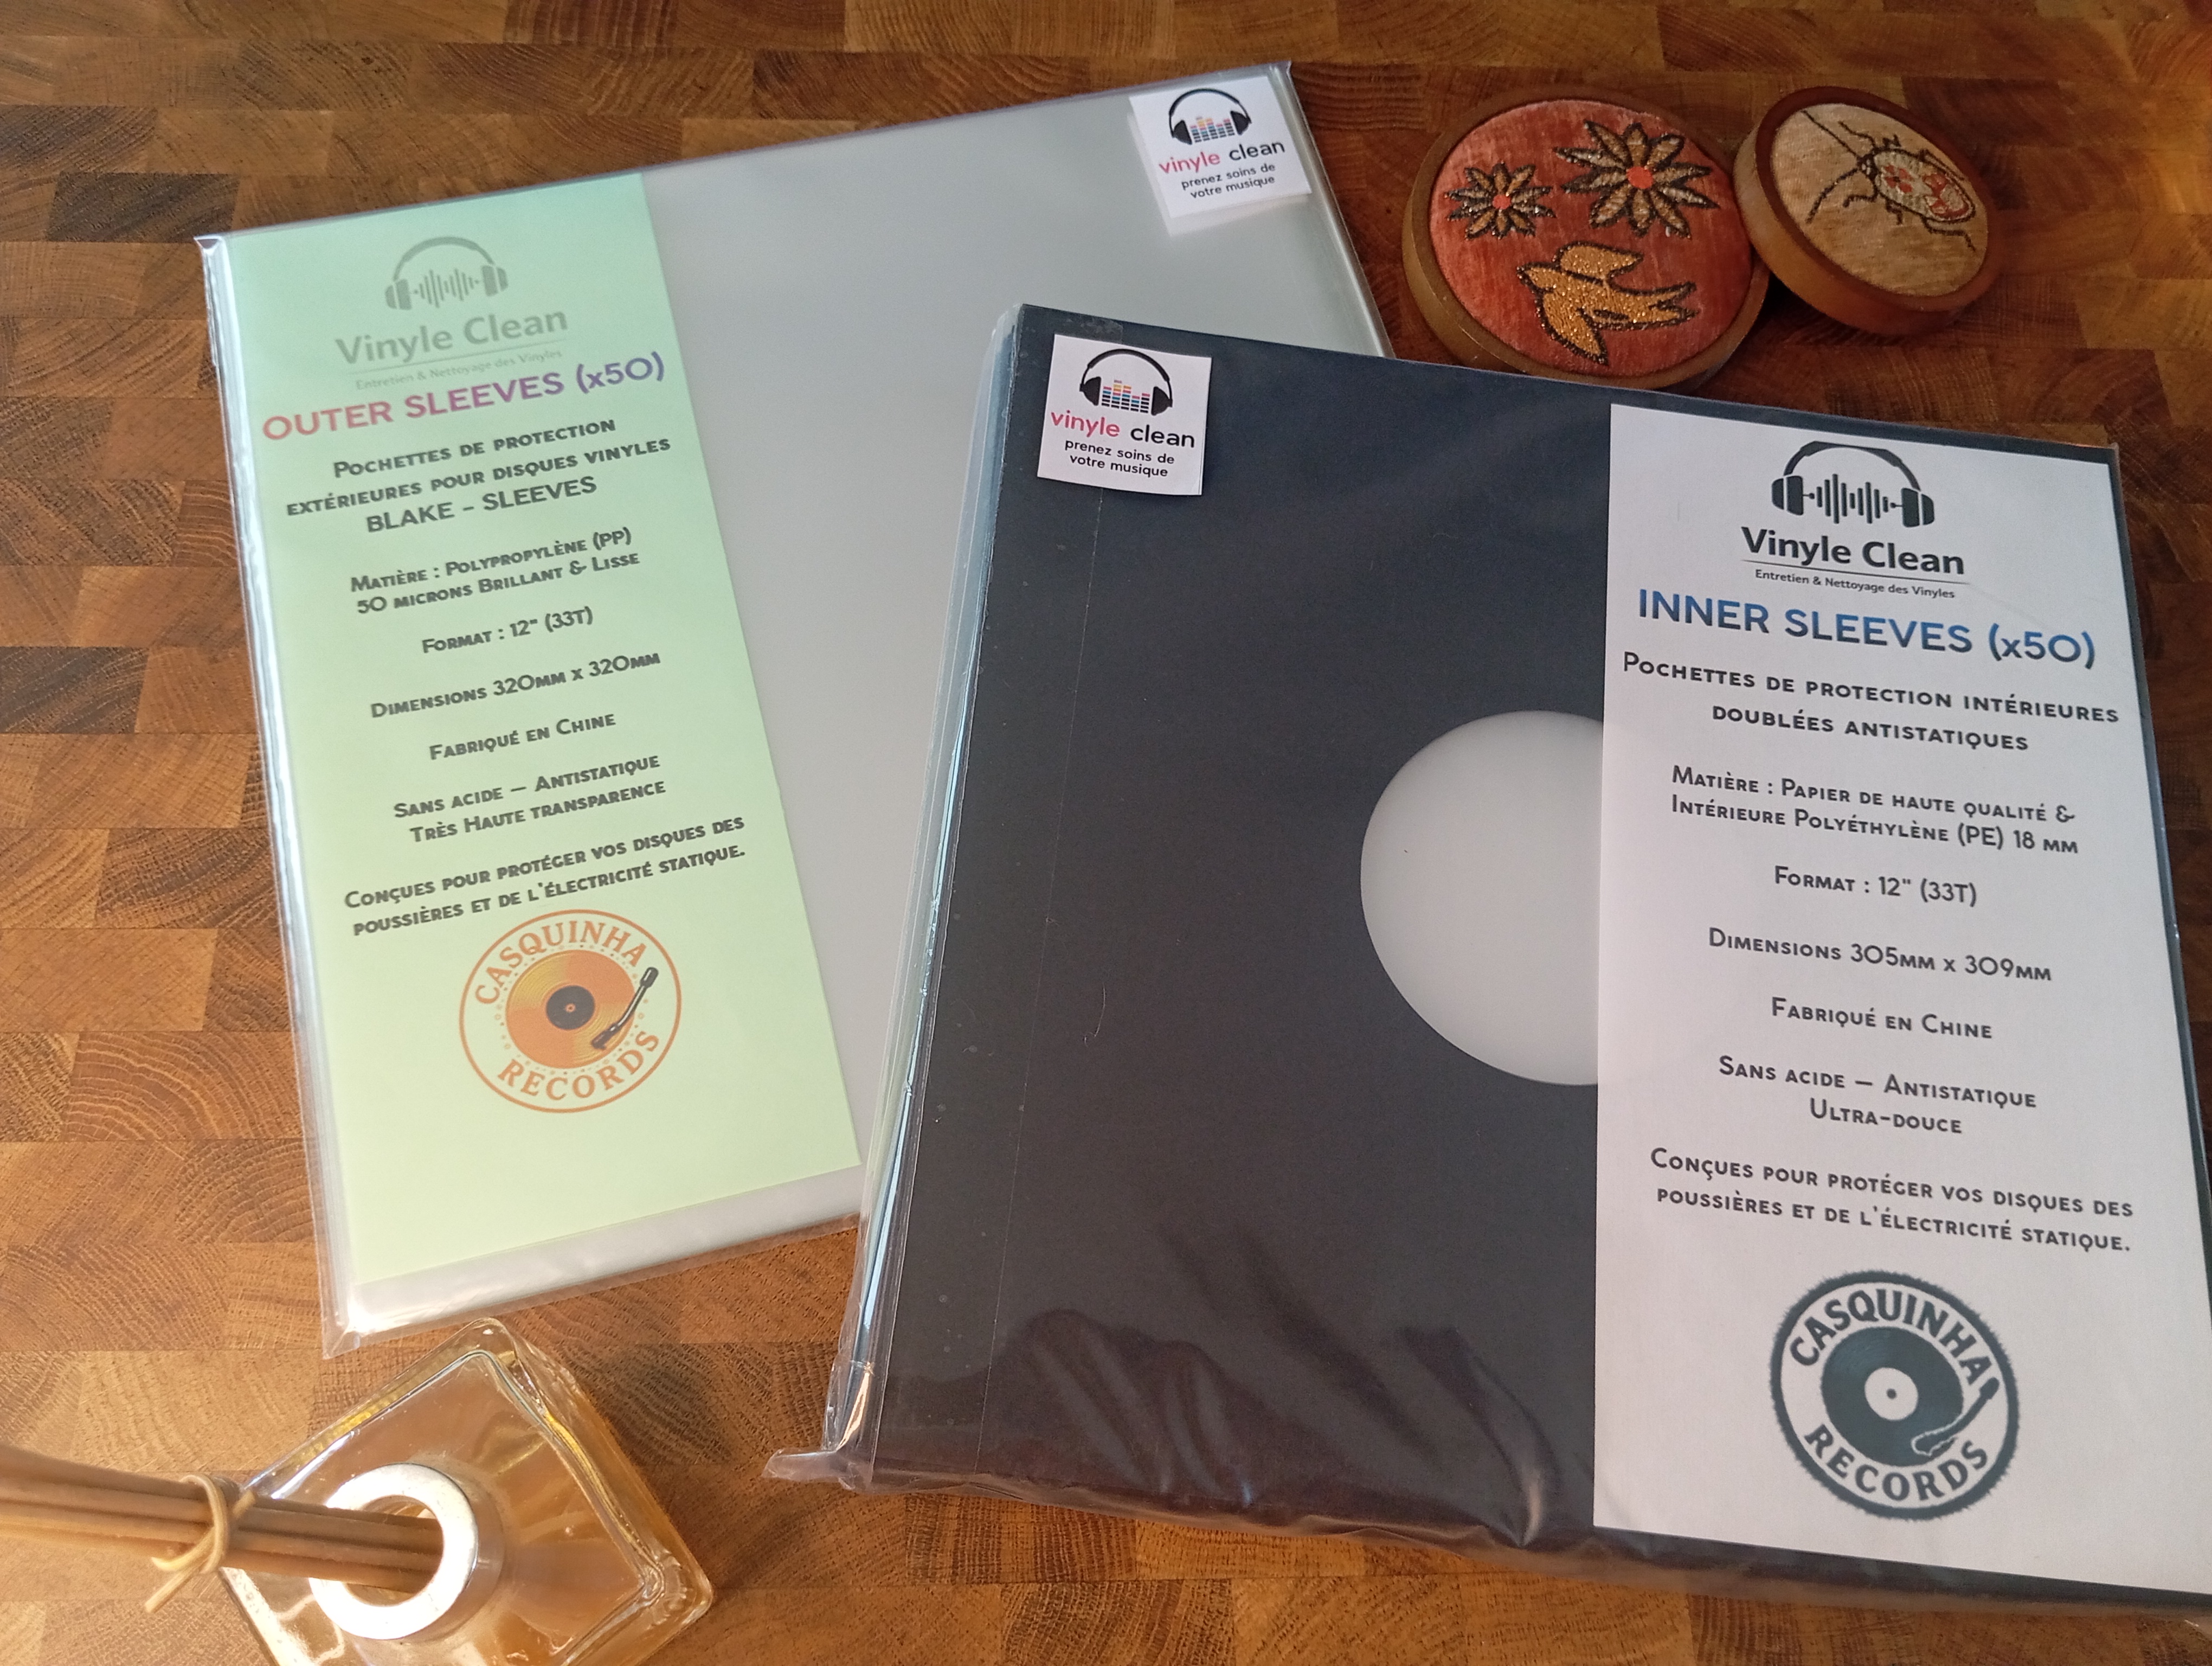 Vinyle Clean
Entretien & Nettoyage des Vinyles
OUTER SLEEVES (x50)
Pochettes de protection
extérieures pour disques vinyles
BLAKE - SLEEVES
Matière : Polypropylène (PP)
50 microns Brillant & Lisse
Format : 12" (33T)
Dimensions 320mm x 320mm
Fabriqué en Chine
Sans acide – Antistatique
Très Haute transparence
Conçues pour protéger vos disques des
poussières et de l'électricité statique.
CASQUINHA
RECORDS
vinyle clean
prenez soins de
votre musique
vinyle clean
prenez soins de
votre musique
Vinyle Clean
Entretien & Nettoyage des Vinyles
INNER SLEEVES (x50)
Pochettes de protection intérieures
doublées antistatiques
Matière : Papier de haute qualité &
Intérieure Polyéthylène (PE) 18 mm
Format : 12" (33T)
Dimensions 305mm x 309mm
Fabriqué en Chine
Sans acide – Antistatique
Ultra-douce
Conçues pour protéger vos disques des
poussières et de l'électricité statique.
CASQUINHA
RECORDS